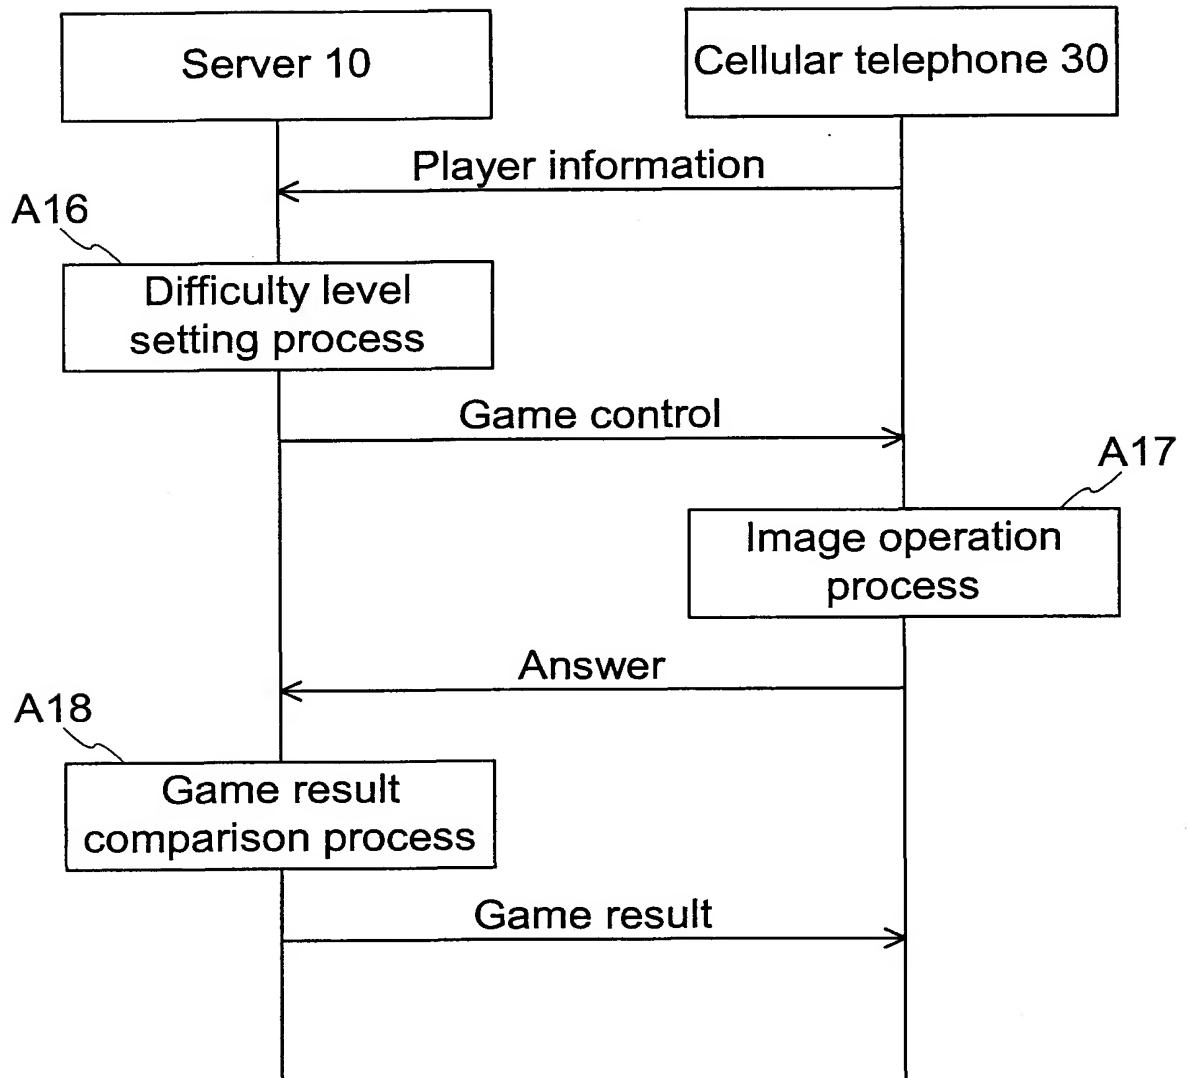 Server 10
Cellular telephone 30
Player information
A16
Difficulty level
setting process
Game control
A17
Image operation
process
Answer
A18
Game result
comparison process
Game result